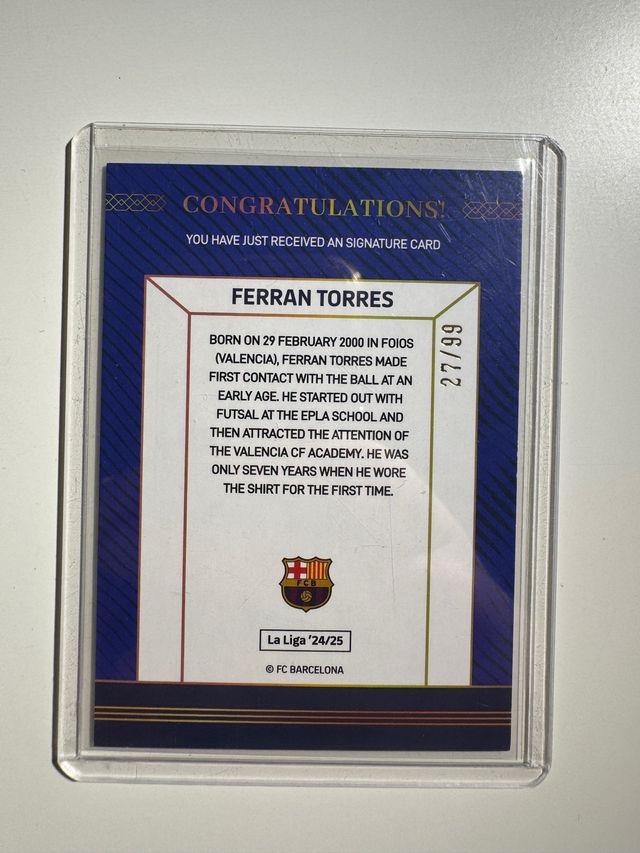 CONGRATULATIONS!
YOU HAVE JUST RECEIVED AN SIGNATURE CARD
FERRAN TORRES
27/99
BORN ON 29 FEBRUARY 2000 IN FOIOS
(VALENCIA), FERRAN TORRES MADE
FIRST CONTACT WITH THE BALL AT AN
EARLY AGE. HE STARTED OUT WITH
FUTSAL AT THE EPLA SCHOOL AND
THEN ATTRACTED THE ATTENTION OF
THE VALENCIA CF ACADEMY. HE WAS
ONLY SEVEN YEARS WHEN HE WORE
THE SHIRT FOR THE FIRST TIME.
FCB
La Liga '24/25
© FC BARCELONA